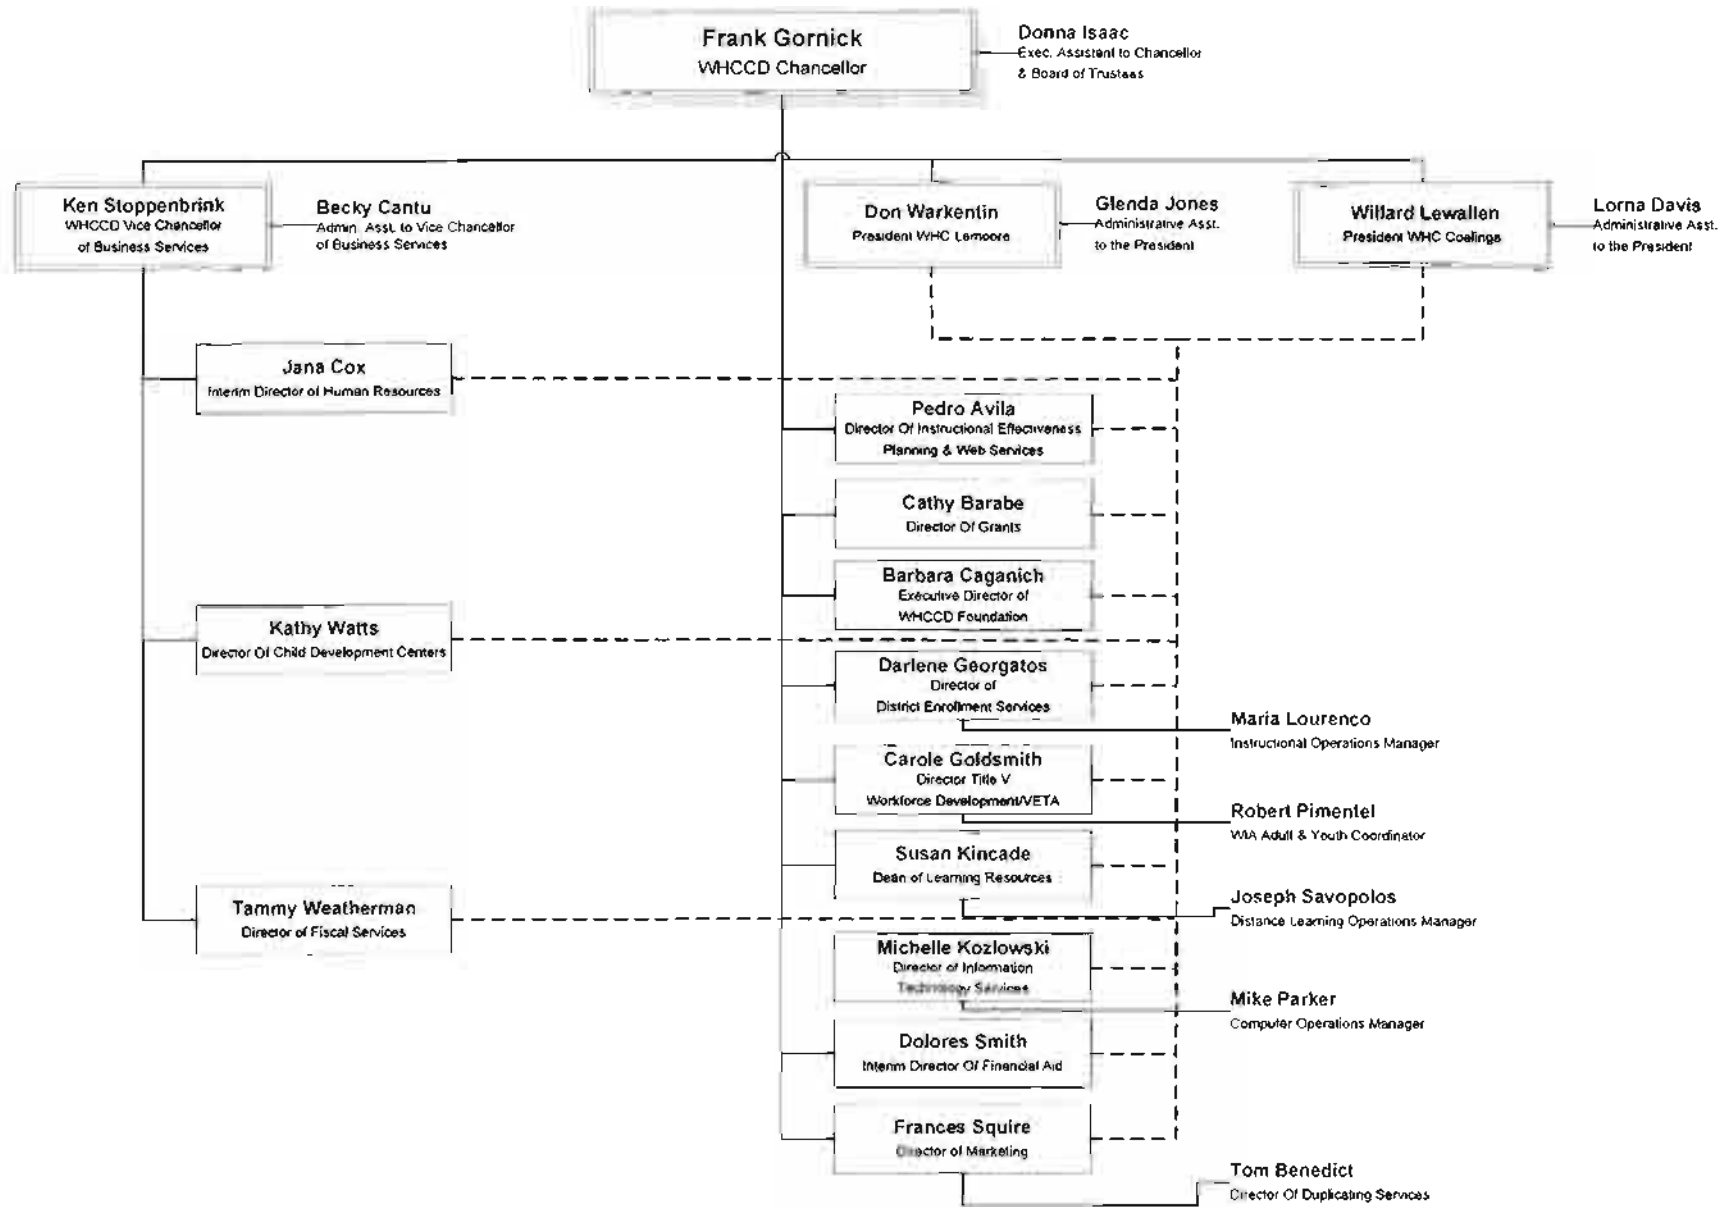 Frank Gornick
WHCCD Chancellor
Donna Isaac
Exec. Assistent to Chancellor
& Board of Trustees
Ken Stoppenbrink
WHCCD Vice Chancellor
of Business Services
Becky Cantu
Admin. Asst. to Vice Chancellor
of Business Services
Don Warkentin
President WHC Lemoore
Glenda Jones
Administrative Asst.
to the President
Willard Lewallen
President WHC Coalinga
Lorna Davis
Administrative Asst.
to the President
Jana Cox
Interim Director of Human Resources
Pedro Avila
Director Of Instructional Effectiveness
Planning & Web Services
Cathy Barabe
Director Of Grants
Barbara Caganich
Executive Director of
WHCCD Foundation
Kathy Watts
Director Of Child Development Centers
Darlene Georgatos
Director of
District Enrollment Services
Maria Lourenco
Instructional Operations Manager
Carole Goldsmith
Director Title V
Workforce Development/VETA
Robert Pimentel
WIA Adult & Youth Coordinator
Susan Kincade
Dean of Learning Resources
Joseph Savopolos
Distance Learning Operations Manager
Tammy Weatherman
Director of Fiscal Services
Michelle Kozlowski
Director of Information
Technology Services
Mike Parker
Computer Operations Manager
Dolores Smith
Interim Director Of Financial Aid
Frances Squire
Director of Marketing
Tom Benedict
Director Of Duplicating Services